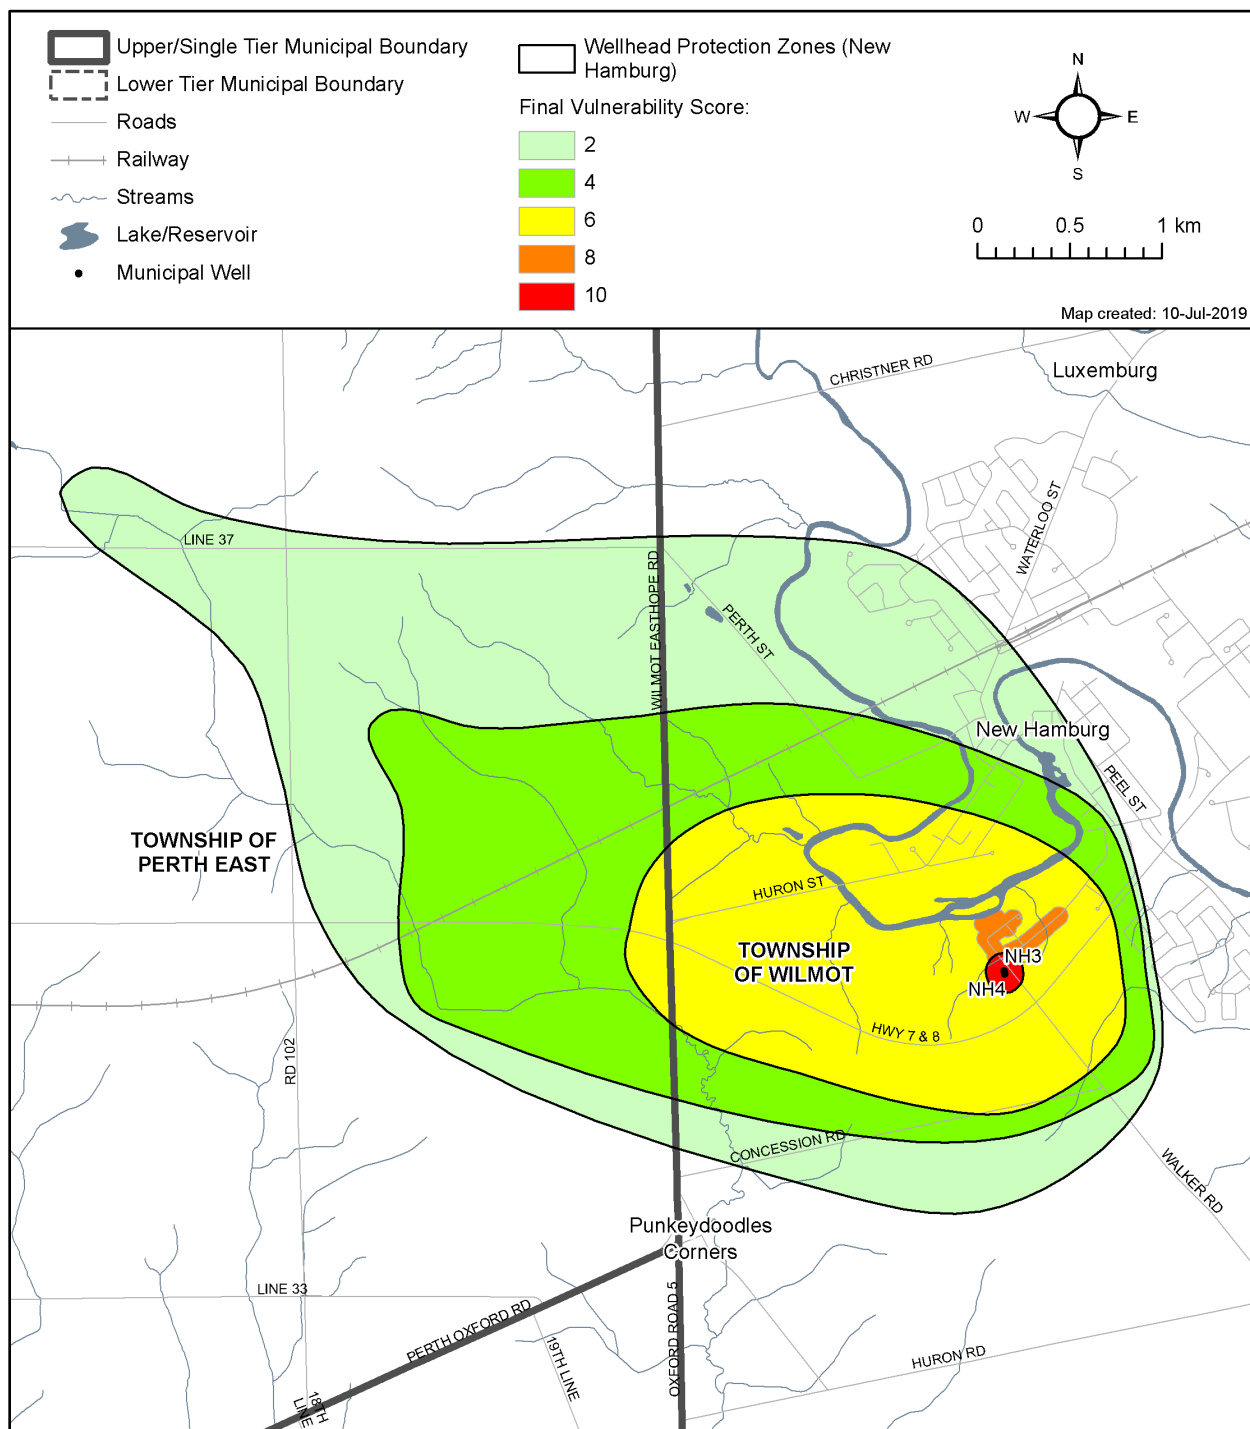 Upper/Single Tier Municipal Boundary
Lower Tier Municipal Boundary
Roads
Railway
Streams
Lake/Reservoir
Municipal Well
Wellhead Protection Zones (New
Hamburg)
Final Vulnerability Score:
2
4
6
8
10
N
W E
S
0 0.5 1 km
Map created: 10-Jul-2019
CHRISTNER RD
Luxemburg
WATERLOO ST
LINE 37
WILMOT EASTHOPE RD
PERTH ST
New Hamburg
PEEL ST
TOWNSHIP OF
PERTH EAST
HURON ST
TOWNSHIP
OF WILMOT
NH3
NH4
HWY 7 & 8
RD 102
CONCESSION RD
WALKER RD
Punkeydoodles
Corners
LINE 33
PERTH OXFORD RD
OXFORD ROAD 5
19TH LINE
HURON RD
18TH
LINE